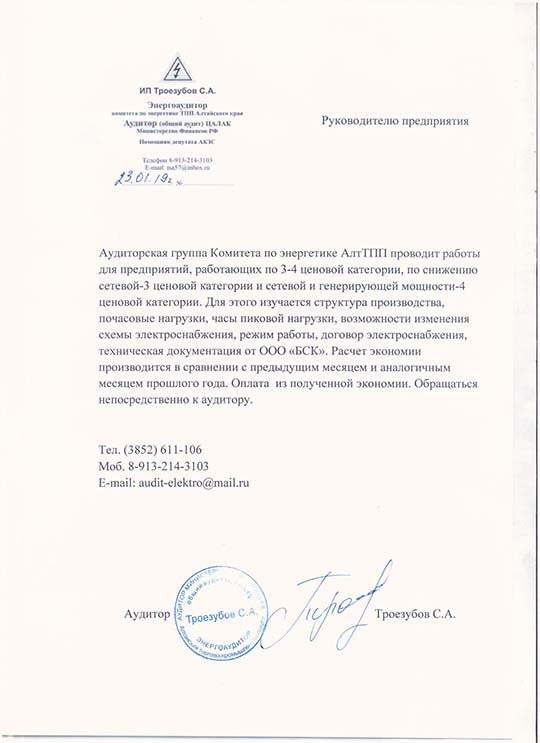 ИП Троезубов С.А.
Энергоаудитор
комитета по энергетике ТПП Алтайского края
Аудитор (общий аудит) ЦАЛАК
Министерство Финансов РФ
Помощник депутата АКЗС
Телефон 8-913-214-3103
E-mail: tsa57@inbox.ru
23.01.19г. №
Руководителю предприятия
Аудиторская группа Комитета по энергетике АлтТПП проводит работы
для предприятий, работающих по 3-4 ценовой категории, по снижению
сетевой-3 ценовой категории и сетевой и генерирующей мощности-4
ценовой категории. Для этого изучается структура производства,
почасовые нагрузки, часы пиковой нагрузки, возможности изменения
схемы электроснабжения, режим работы, договор электроснабжения,
техническая документация от ООО «БСК». Расчет экономии
производится в сравнении с предыдущим месяцем и аналогичным
месяцем прошлого года. Оплата из полученной экономии. Обращаться
непосредственно к аудитору.
Тел. (3852) 611-106
Моб. 8-913-214-3103
E-mail: audit-elektro@mail.ru
Аудитор
Троезубов С.А.
ЭНЕРГОАУДИТОР
Троезубов С.А.